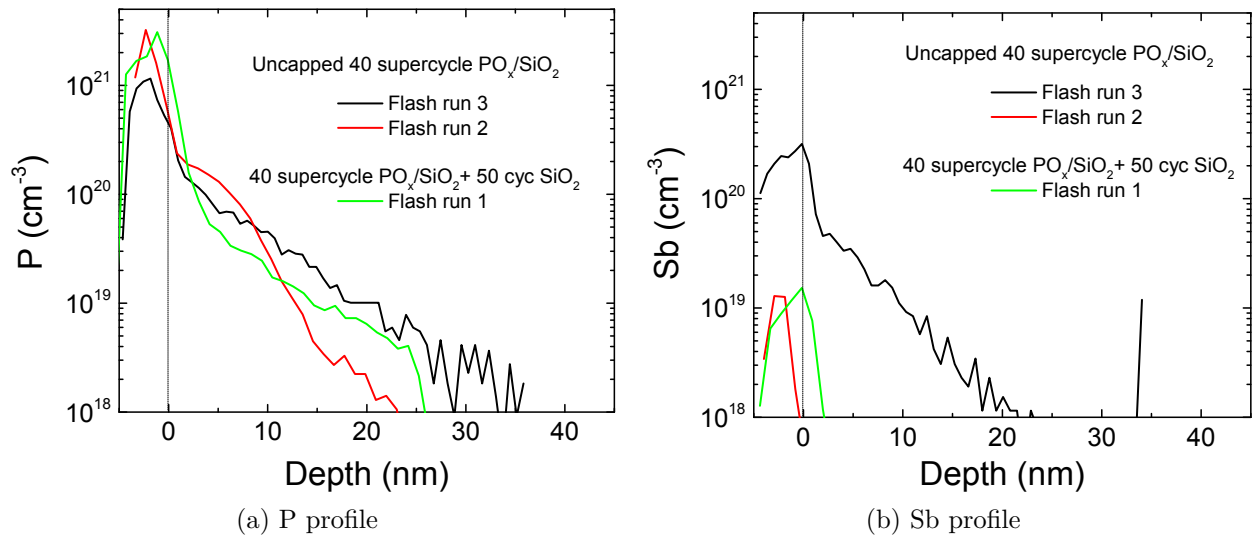 Uncapped 40 supercycle POₓ/SiO₂
Flash run 3
Flash run 2
40 supercycle POₓ/SiO₂+ 50 cyc SiO₂
Flash run 1
P (cm⁻³)
10²¹
10²⁰
10¹⁹
10¹⁸
0 10 20 30 40
Depth (nm)
(a) P profile
Uncapped 40 supercycle POₓ/SiO₂
Flash run 3
Flash run 2
40 supercycle POₓ/SiO₂+ 50 cyc SiO₂
Flash run 1
Sb (cm⁻³)
10²¹
10²⁰
10¹⁹
10¹⁸
0 10 20 30 40
Depth (nm)
(b) Sb profile